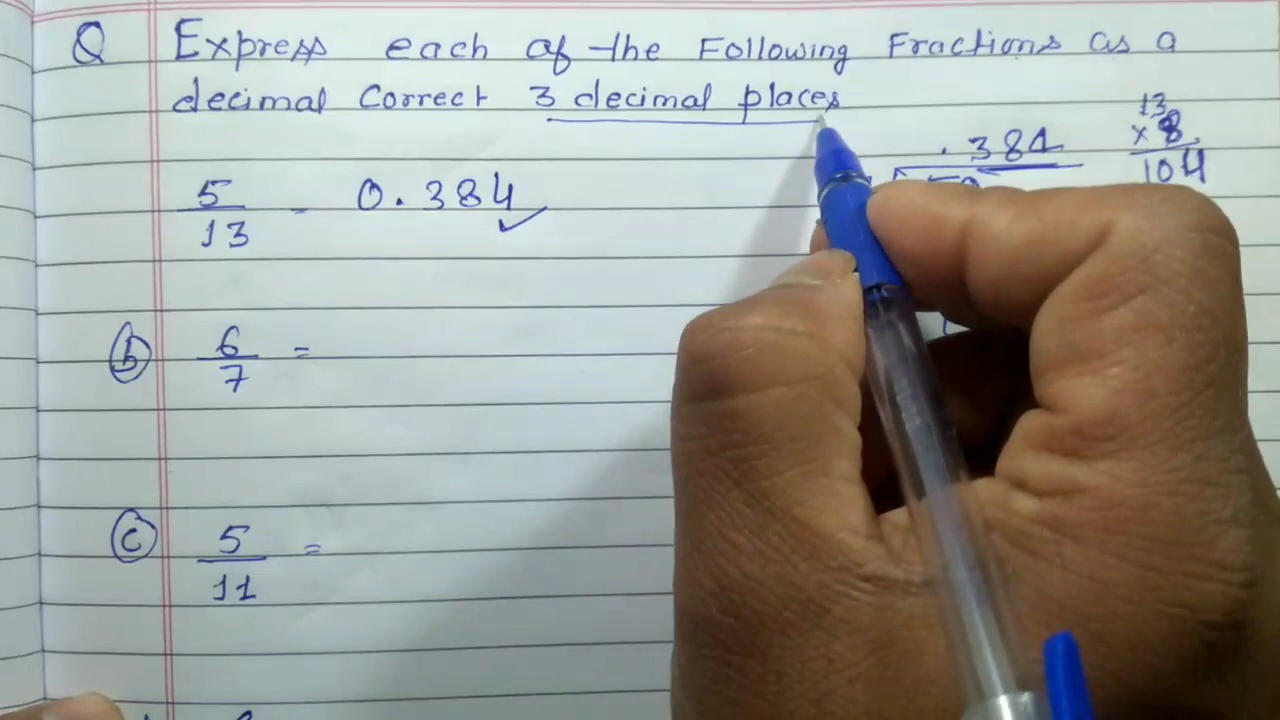 Q Express each of the Following Fractions as a
decimal Correct 3 decimal places
13
× 8
104
.384
5/13 - 0.384 ✓
(b) 6/7 =
(c) 5/11 =